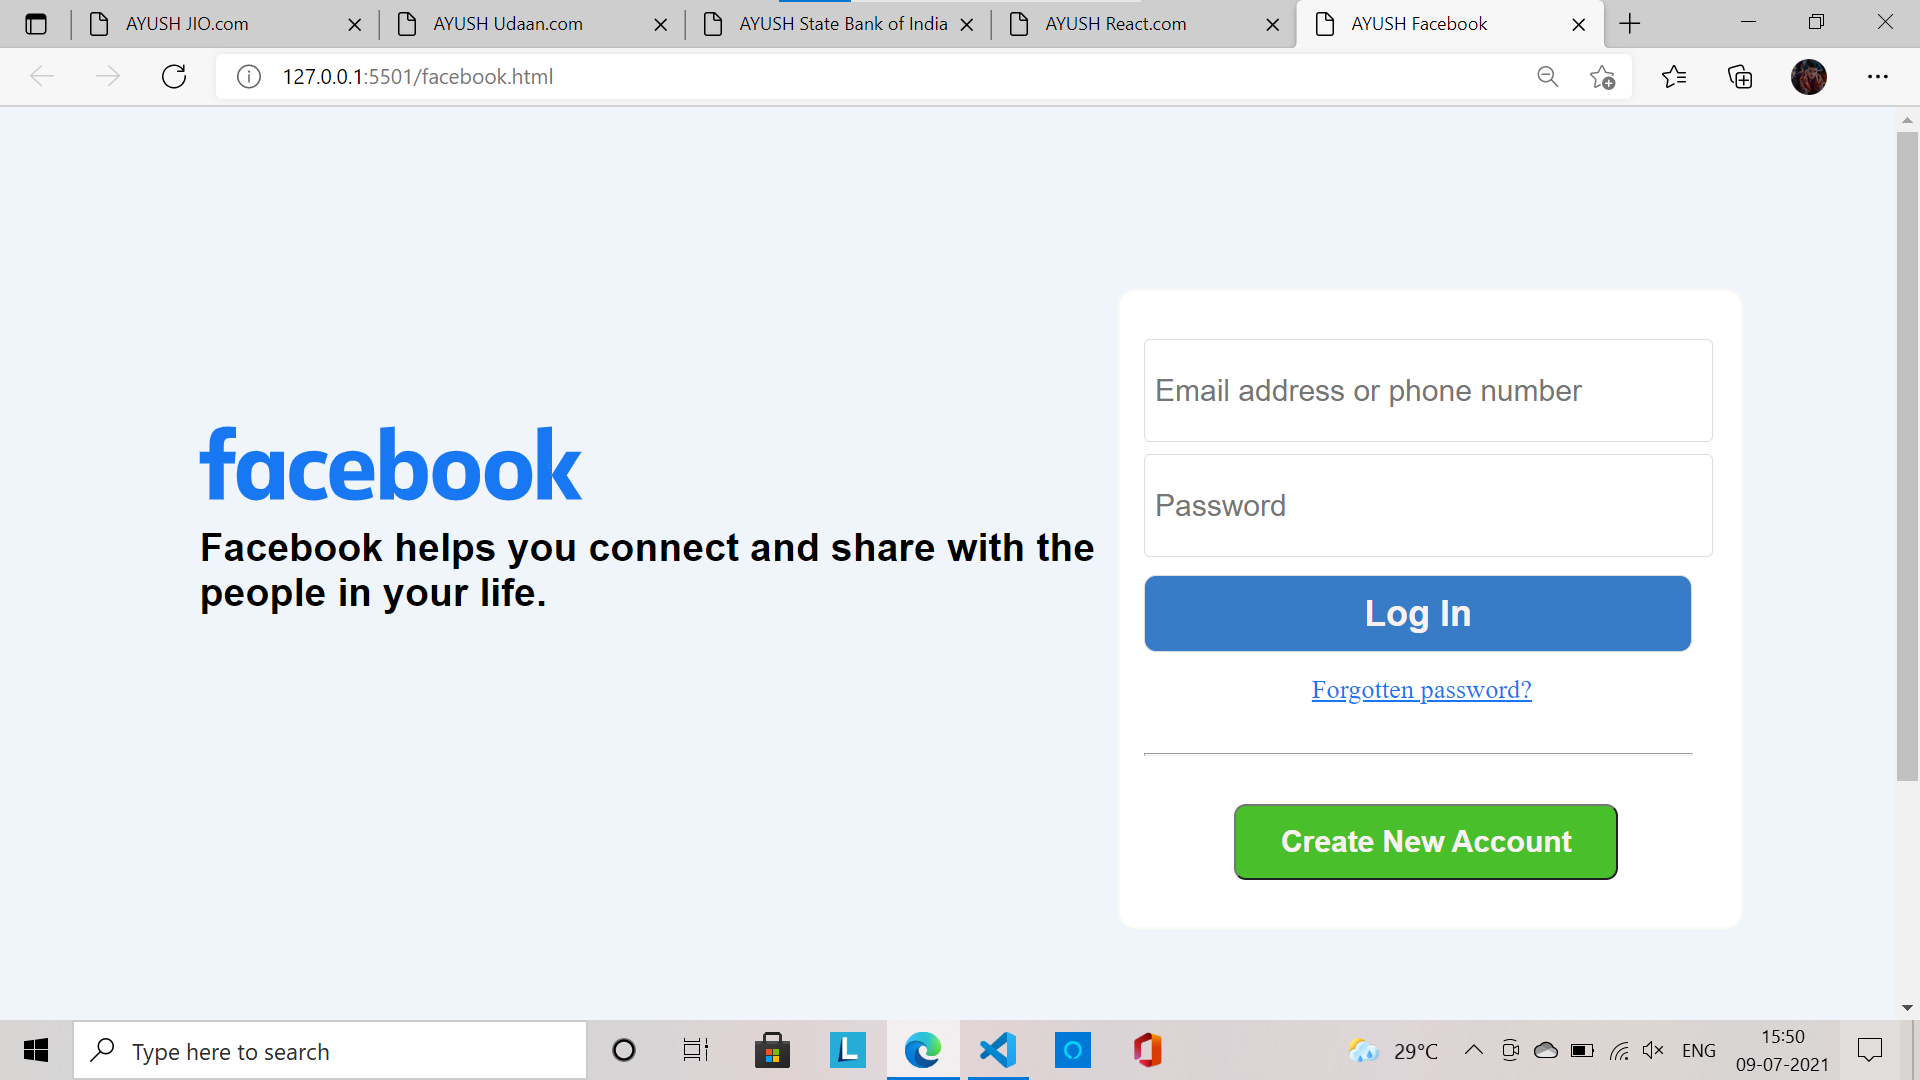 AYUSH JIO.com
AYUSH Udaan.com
AYUSH State Bank of India
AYUSH React.com
AYUSH Facebook
127.0.0.1:5501/facebook.html
facebook
Facebook helps you connect and share with the
people in your life.
Email address or phone number
Password
Log In
Forgotten password?
Create New Account
Type here to search
L
29°C
ENG
15:50
09-07-2021